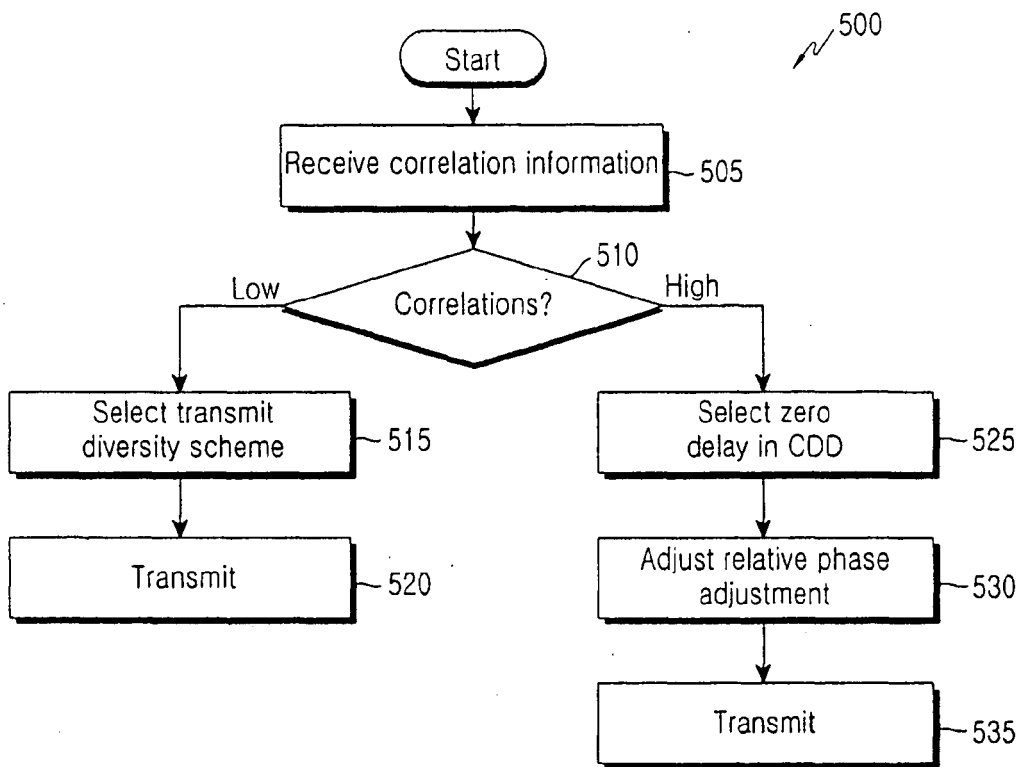 500
Start
Receive correlation information
505
510
Low
Correlations?
High
Select transmit
diversity scheme
515
Select zero
delay in CDD
525
Transmit
520
Adjust relative phase
adjustment
530
Transmit
535